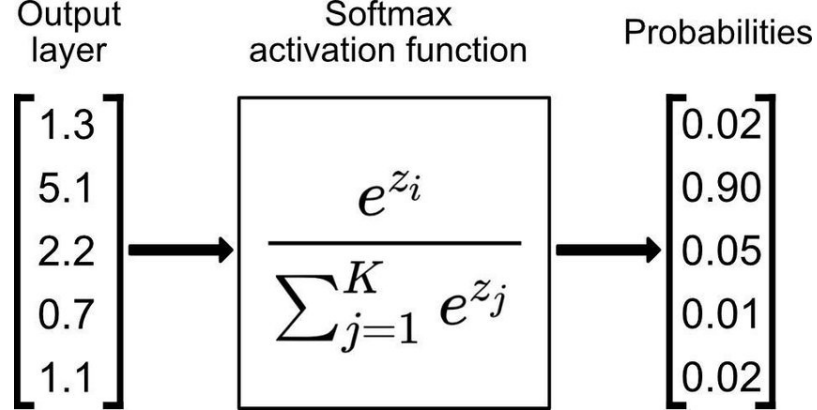 Output
layer
Softmax
activation function
Probabilities
1.3
5.1
2.2
0.7
1.1
e^{z_i}
∑_{j=1}^{K} e^{z_j}
0.02
0.90
0.05
0.01
0.02